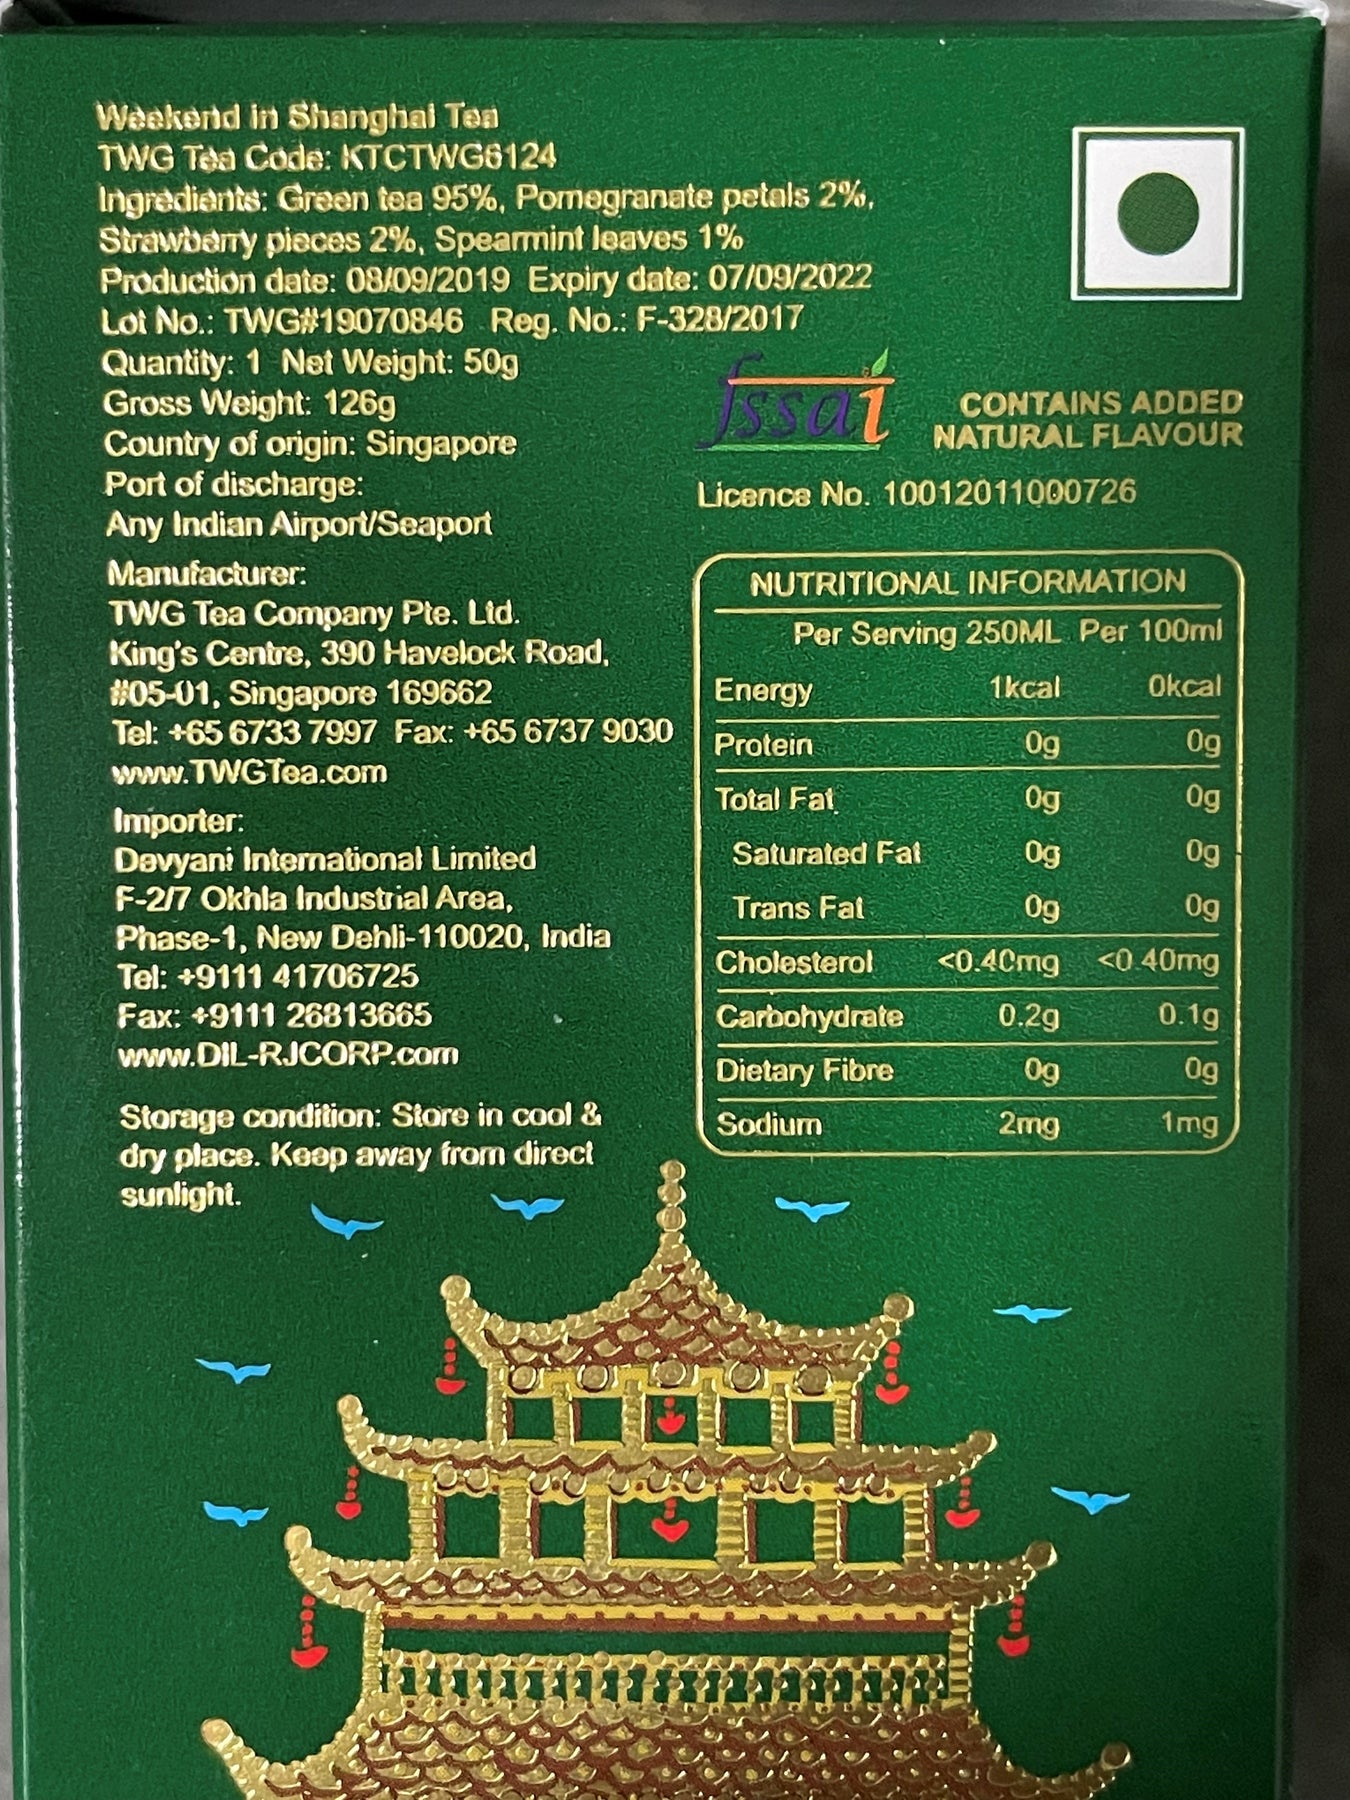 Weekend in Shanghai Tea
TWG Tea Code: KTCTWG6124
Ingredients: Green tea 95%, Pomegranate petals 2%,
Strawberry pieces 2%, Spearmint leaves 1%
Production date: 08/09/2019 Expiry date: 07/09/2022
Lot No.: TWG#19070846 Reg. No.: F-328/2017
Quantity: 1 Net Weight: 50g
Gross Weight: 126g
Country of origin: Singapore
Port of discharge:
Any Indian Airport/Seaport
Manufacturer:
TWG Tea Company Pte. Ltd.
King's Centre, 390 Havelock Road,
#05-01, Singapore 169662
Tel: +65 6733 7997 Fax: +65 6737 9030
www.TWGTea.com
Importer:
Devyani International Limited
F-2/7 Okhla Industrial Area,
Phase-1, New Dehli-110020, India
Tel: +9111 41706725
Fax: +9111 26813665
www.DIL-RJCORP.com
Storage condition: Store in cool &
dry place. Keep away from direct
sunlight.
fssai
CONTAINS ADDED
NATURAL FLAVOUR
Licence No. 10012011000726
NUTRITIONAL INFORMATION
Per Serving 250ML Per 100ml
Energy 1kcal 0kcal
Protein 0g 0g
Total Fat 0g 0g
Saturated Fat 0g 0g
Trans Fat 0g 0g
Cholesterol <0.40mg <0.40mg
Carbohydrate 0.2g 0.1g
Dietary Fibre 0g 0g
Sodium 2mg 1mg